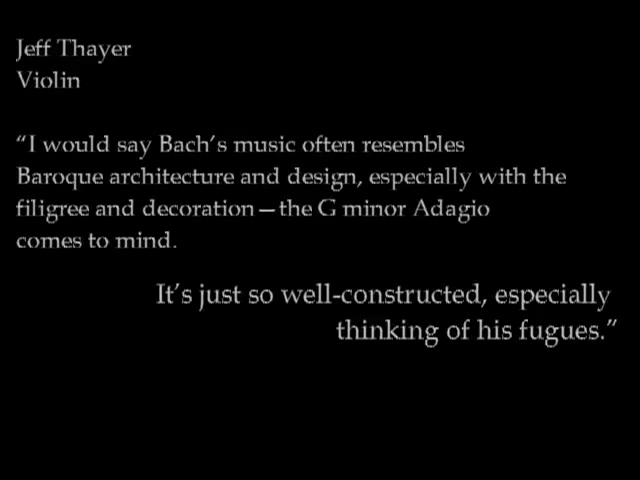 Jeff Thayer
Violin
“I would say Bach’s music often resembles
Baroque architecture and design, especially with the
filigree and decoration—the G minor Adagio
comes to mind.
It’s just so well-constructed, especially
thinking of his fugues.”